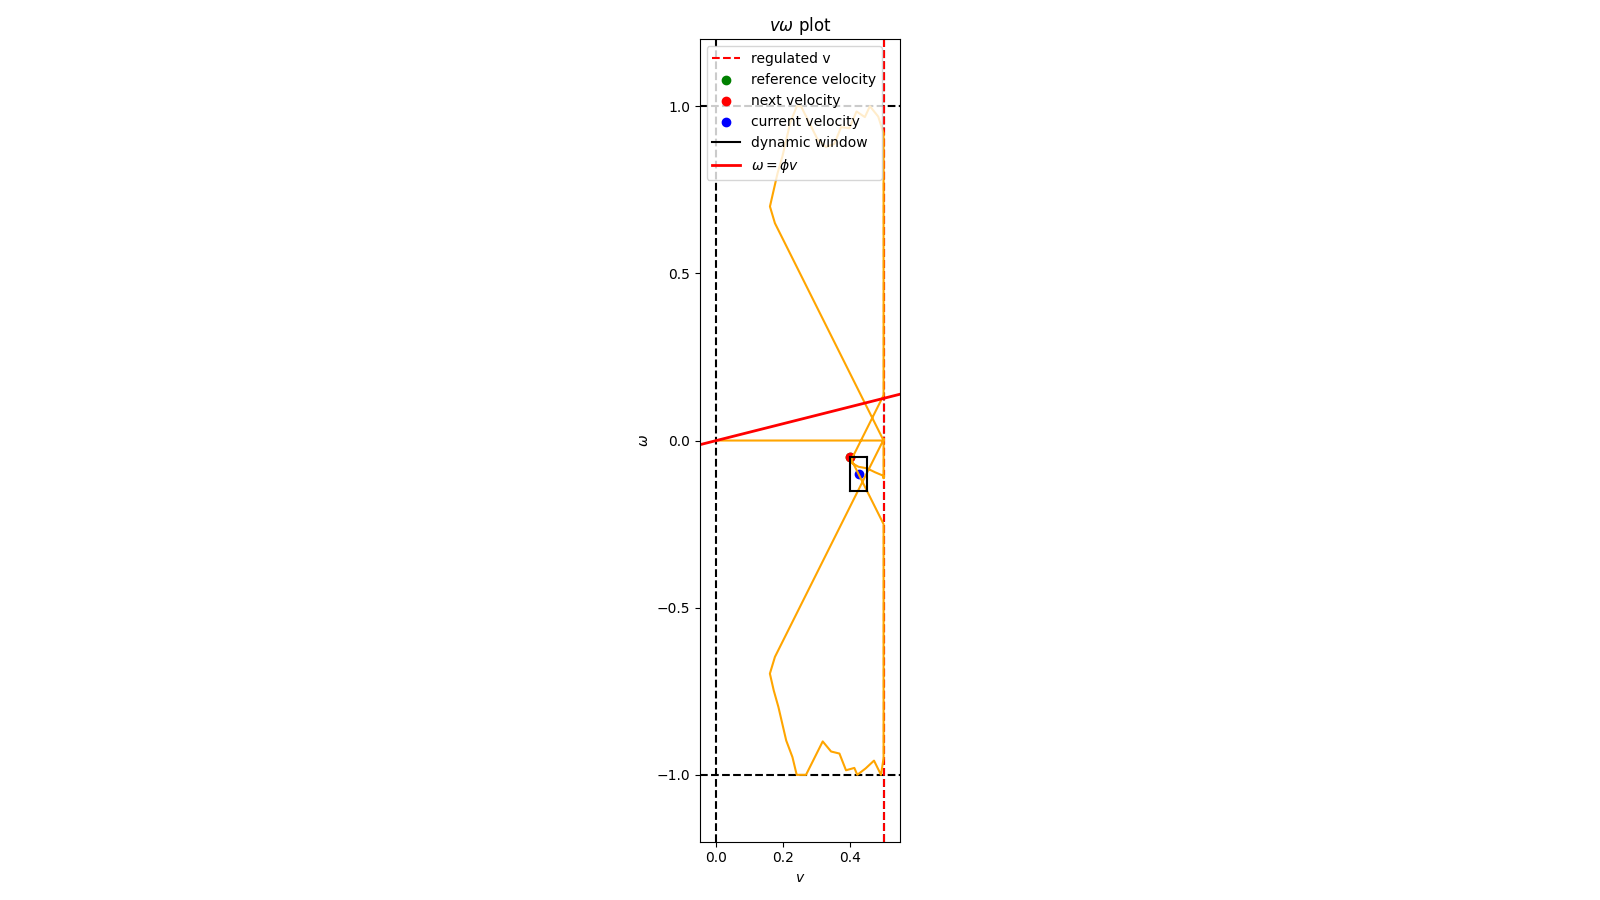 vω plot
regulated v
reference velocity
next velocity
current velocity
dynamic window
ω = ϕv
1.0
0.5
0.0
−0.5
−1.0
ω
0.0 0.2 0.4
v